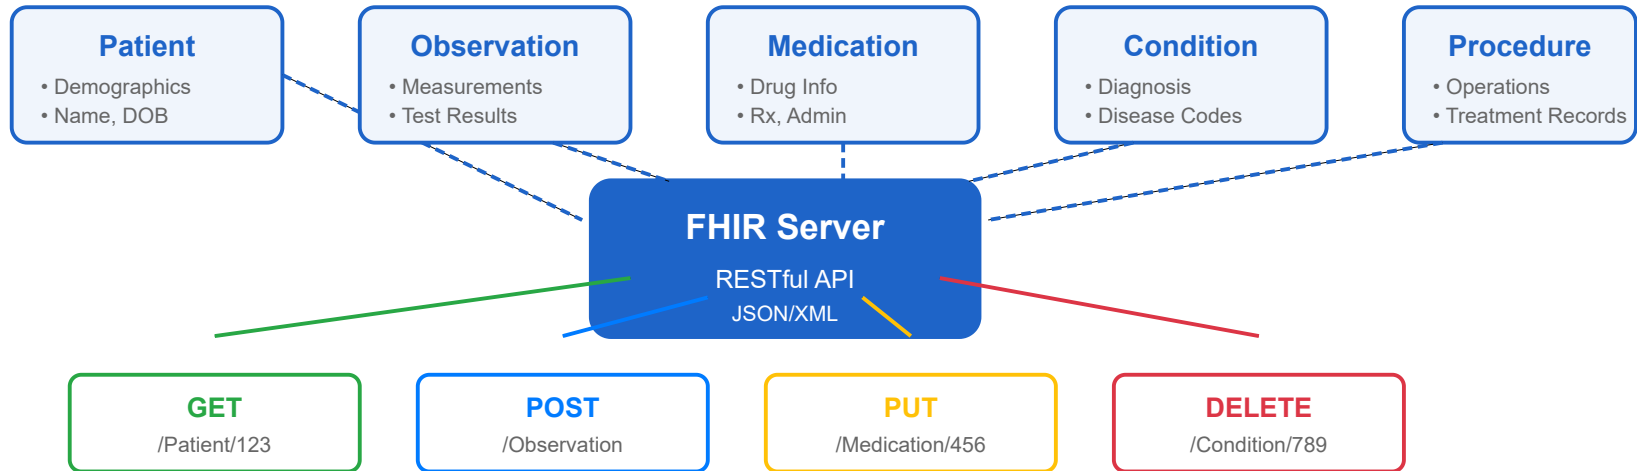 Patient
• Demographics
• Name, DOB
Observation
• Measurements
• Test Results
Medication
• Drug Info
• Rx, Admin
Condition
• Diagnosis
• Disease Codes
Procedure
• Operations
• Treatment Records
FHIR Server
RESTful API
JSON/XML
GET
/Patient/123
POST
/Observation
PUT
/Medication/456
DELETE
/Condition/789